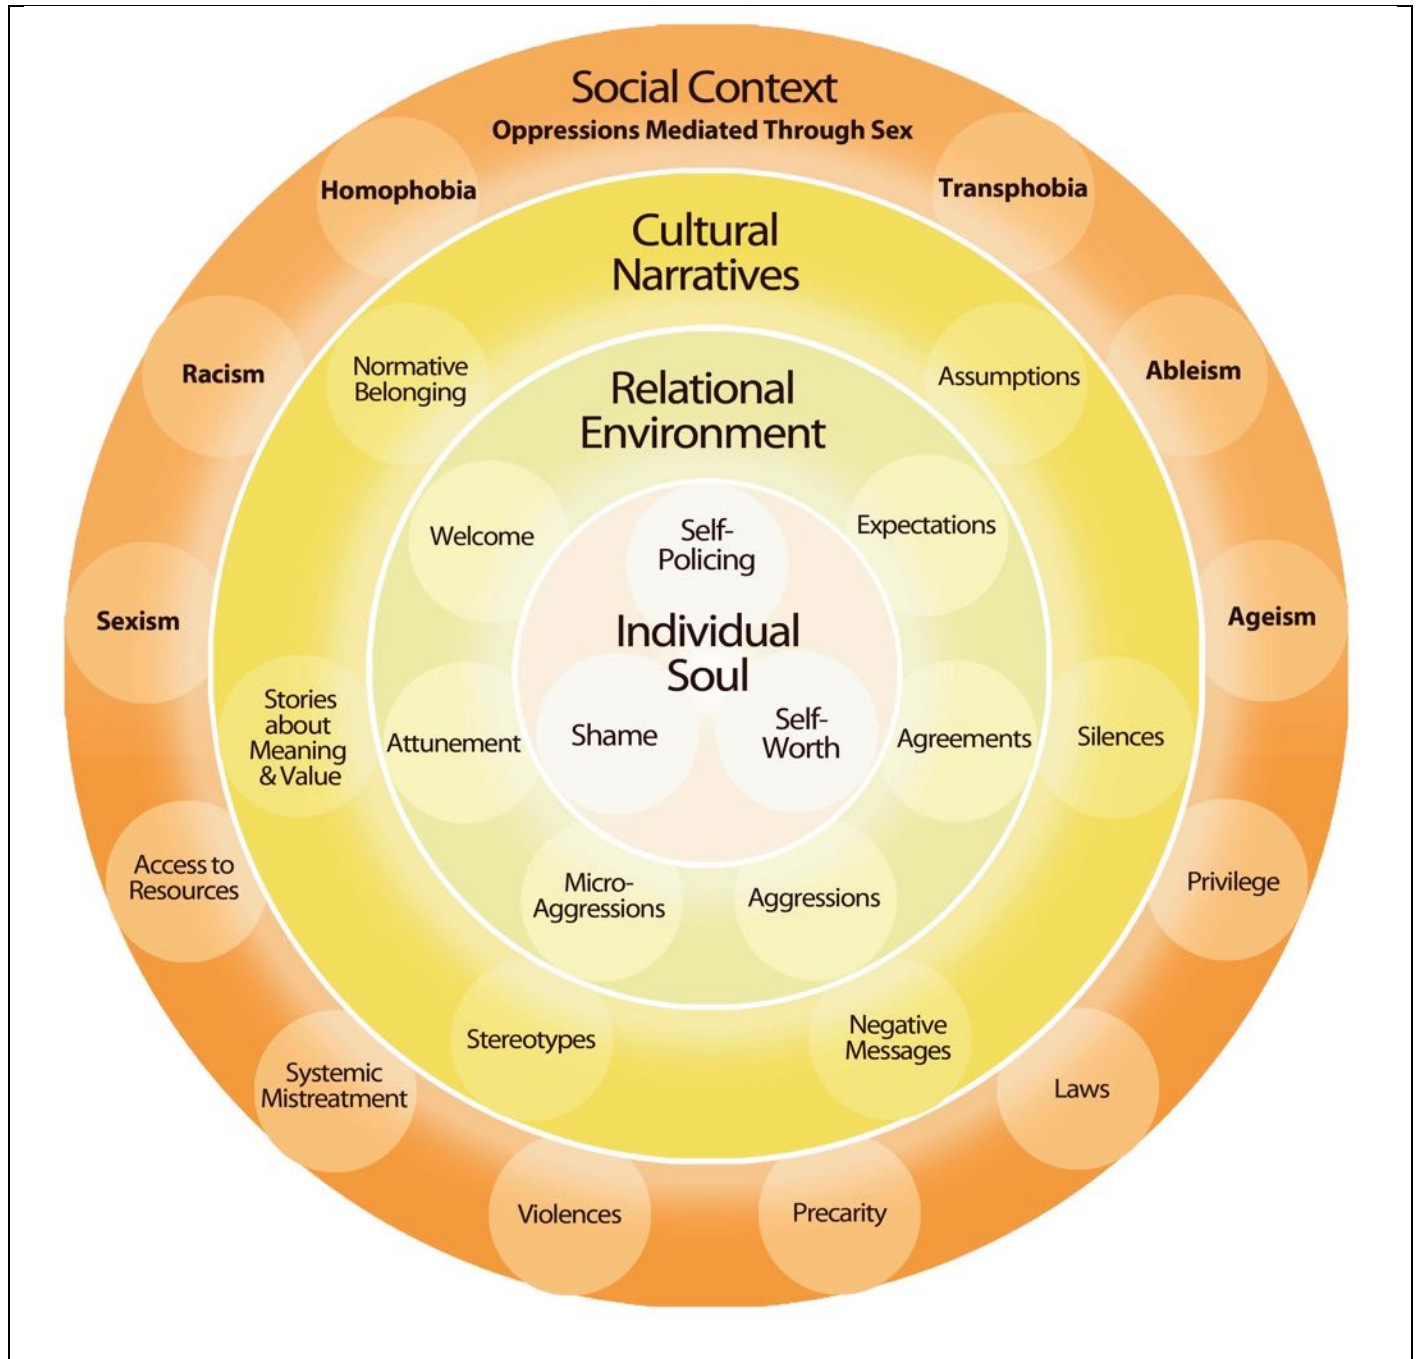 Social Context
Oppressions Mediated Through Sex
Homophobia
Transphobia
Racism
Ableism
Sexism
Ageism
Access to
Resources
Privilege
Systemic
Mistreatment
Laws
Violences
Precarity
Cultural
Narratives
Normative
Belonging
Assumptions
Stories
about
Meaning
& Value
Silences
Stereotypes
Negative
Messages
Relational
Environment
Welcome
Expectations
Attunement
Agreements
Micro-
Aggressions
Aggressions
Self-
Policing
Individual
Soul
Shame
Self-
Worth